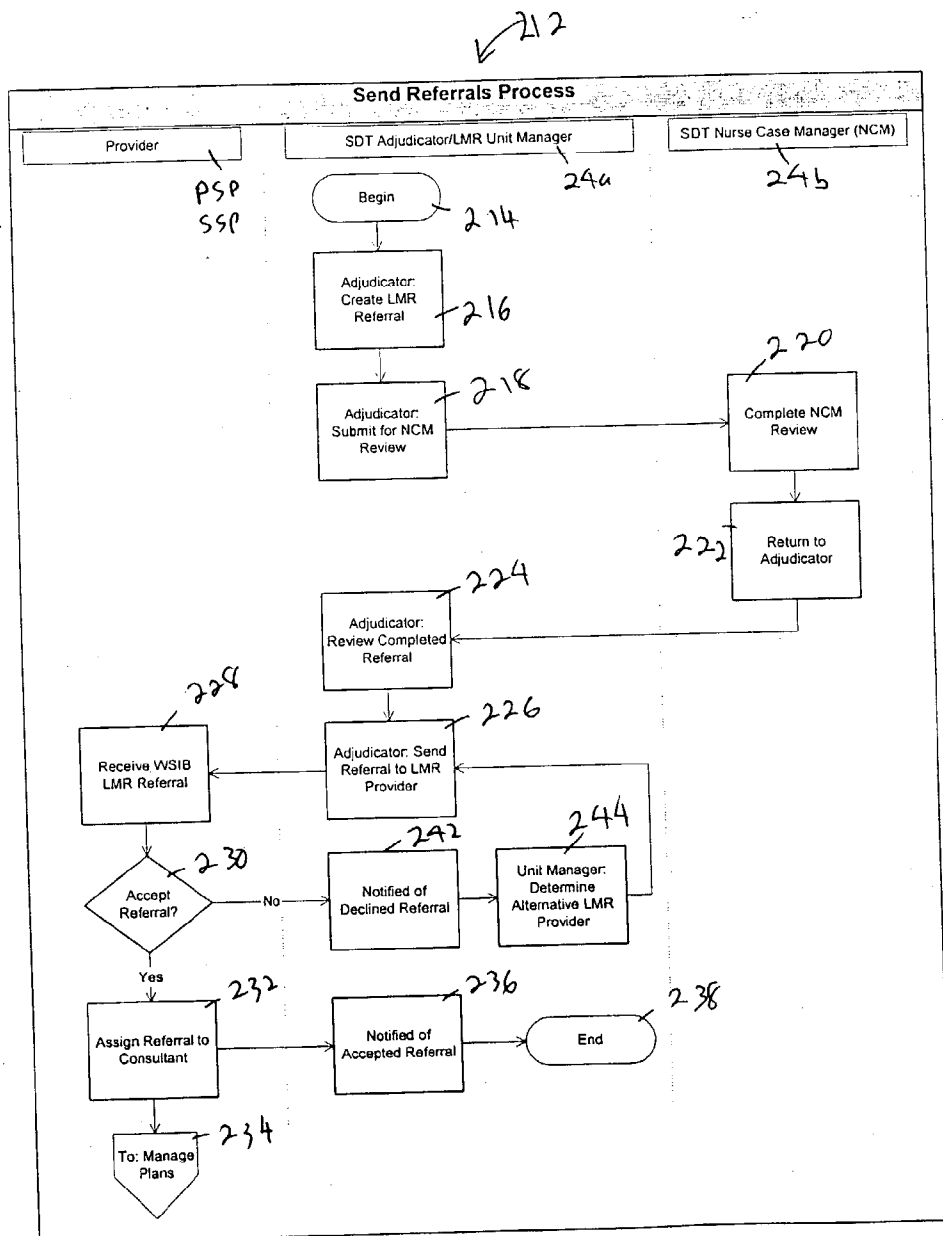 212
Send Referrals Process
Provider
SDT Adjudicator/LMR Unit Manager
SDT Nurse Case Manager (NCM)
PSP
SSP
24a
24b
Begin
214
Adjudicator:
Create LMR
Referral
216
218
Adjudicator:
Submit for NCM
Review
220
Complete NCM
Review
222
Return to
Adjudicator
224
Adjudicator:
Review Completed
Referral
228
Receive WSIB
LMR Referral
226
Adjudicator: Send
Referral to LMR
Provider
230
Accept
Referral?
No
242
Notified of
Declined Referral
244
Unit Manager:
Determine
Alternative LMR
Provider
Yes
232
Assign Referral to
Consultant
236
Notified of
Accepted Referral
238
End
234
To: Manage
Plans